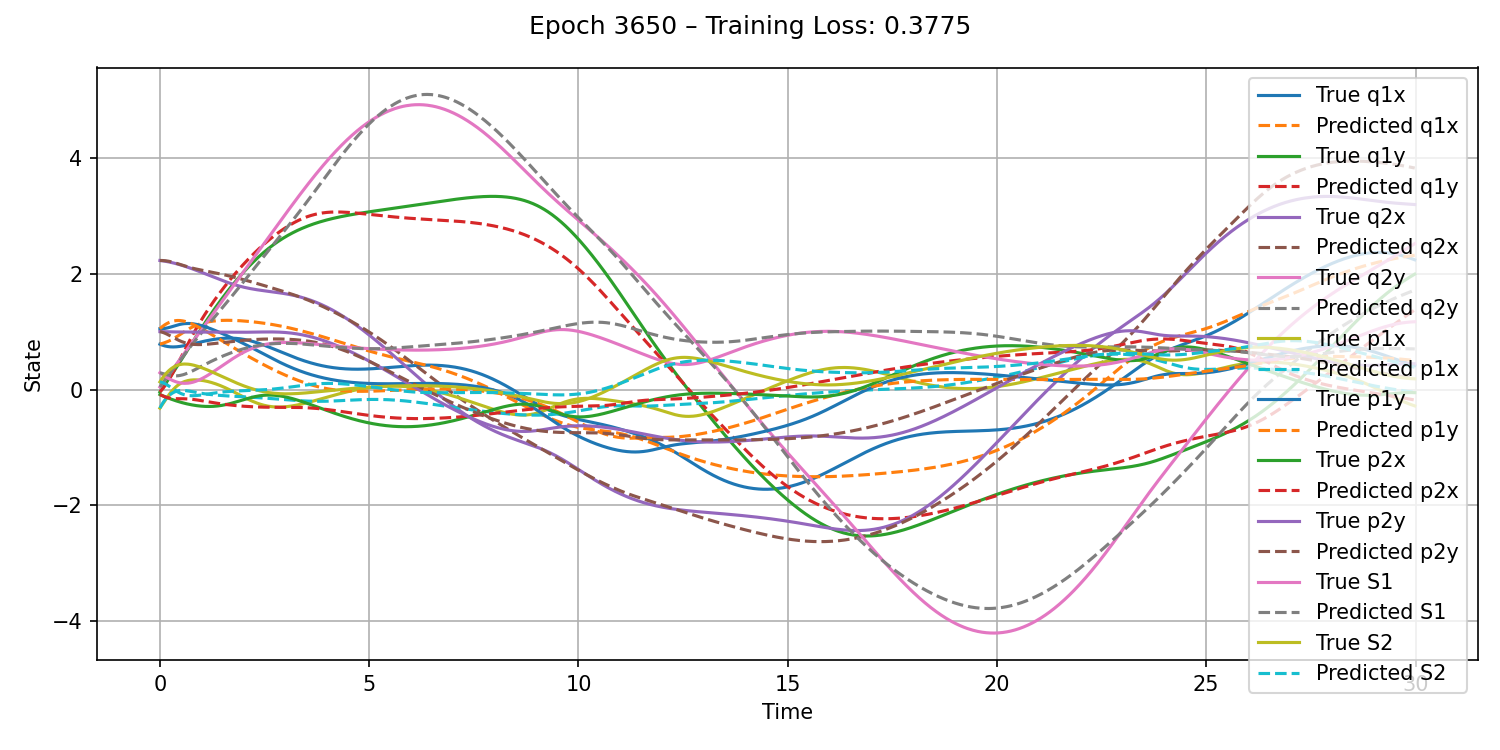 Epoch 3650 – Training Loss: 0.3775
True q1x
Predicted q1x
True q1y
Predicted q1y
True q2x
Predicted q2x
True q2y
Predicted q2y
True p1x
Predicted p1x
True p1y
Predicted p1y
True p2x
Predicted p2x
True p2y
Predicted p2y
True S1
Predicted S1
True S2
Predicted S2
4
2
0
−2
−4
State
0
5
10
15
20
25
30
Time